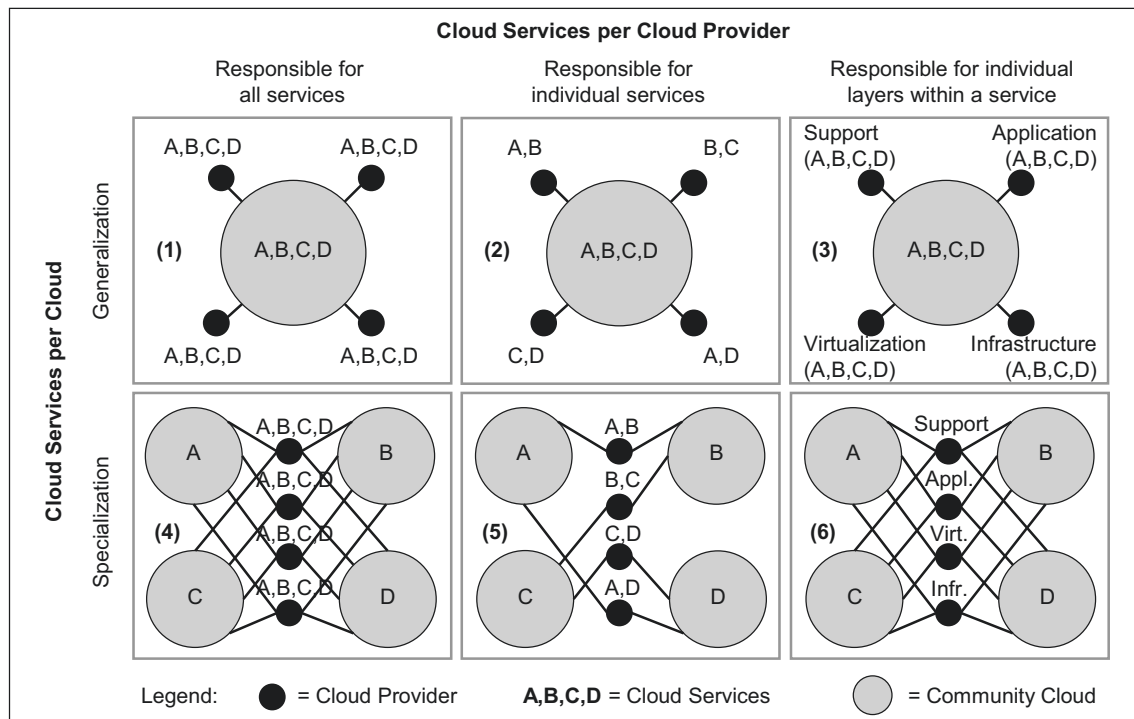 Cloud Services per Cloud Provider
Responsible for
all services
Responsible for
individual services
Responsible for individual
layers within a service
Cloud Services per Cloud
Generalization
A,B,C,D
A,B,C,D
(1)
A,B,C,D
A,B,C,D
A,B,C,D
A,B
B,C
(2)
A,B,C,D
C,D
A,D
Support
(A,B,C,D)
Application
(A,B,C,D)
(3)
A,B,C,D
Virtualization
(A,B,C,D)
Infrastructure
(A,B,C,D)
Specialization
A
A,B,C,D
B
A,B,C,D
(4)
A,B,C,D
C
A,B,C,D
D
A
A,B
B
B,C
(5)
C,D
C
A,D
D
A
Support
B
Appl.
(6)
Virt.
C
Infr.
D
Legend:
= Cloud Provider
A,B,C,D = Cloud Services
= Community Cloud